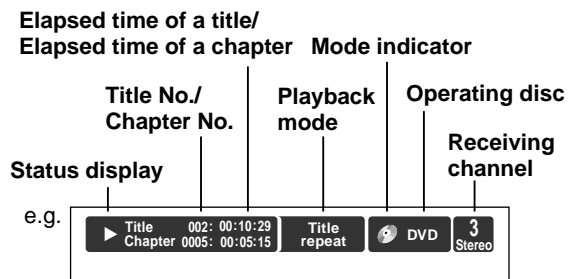 Elapsed time of a title/
Elapsed time of a chapter
Mode indicator
Title No./
Chapter No.
Playback
mode
Operating disc
Receiving
channel
Status display
e.g.
Title 002: 00:10:29
Chapter 0005: 00:05:15
Title
repeat
DVD
3
Stereo